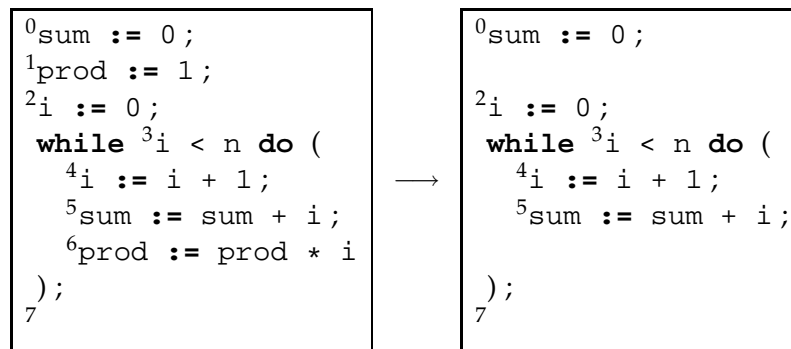 ⁰sum := 0;
¹prod := 1;
²i := 0;
while ³i < n do (
⁴i := i + 1;
⁵sum := sum + i;
⁶prod := prod * i
);
⁷
⟶
⁰sum := 0;
²i := 0;
while ³i < n do (
⁴i := i + 1;
⁵sum := sum + i;
);
⁷